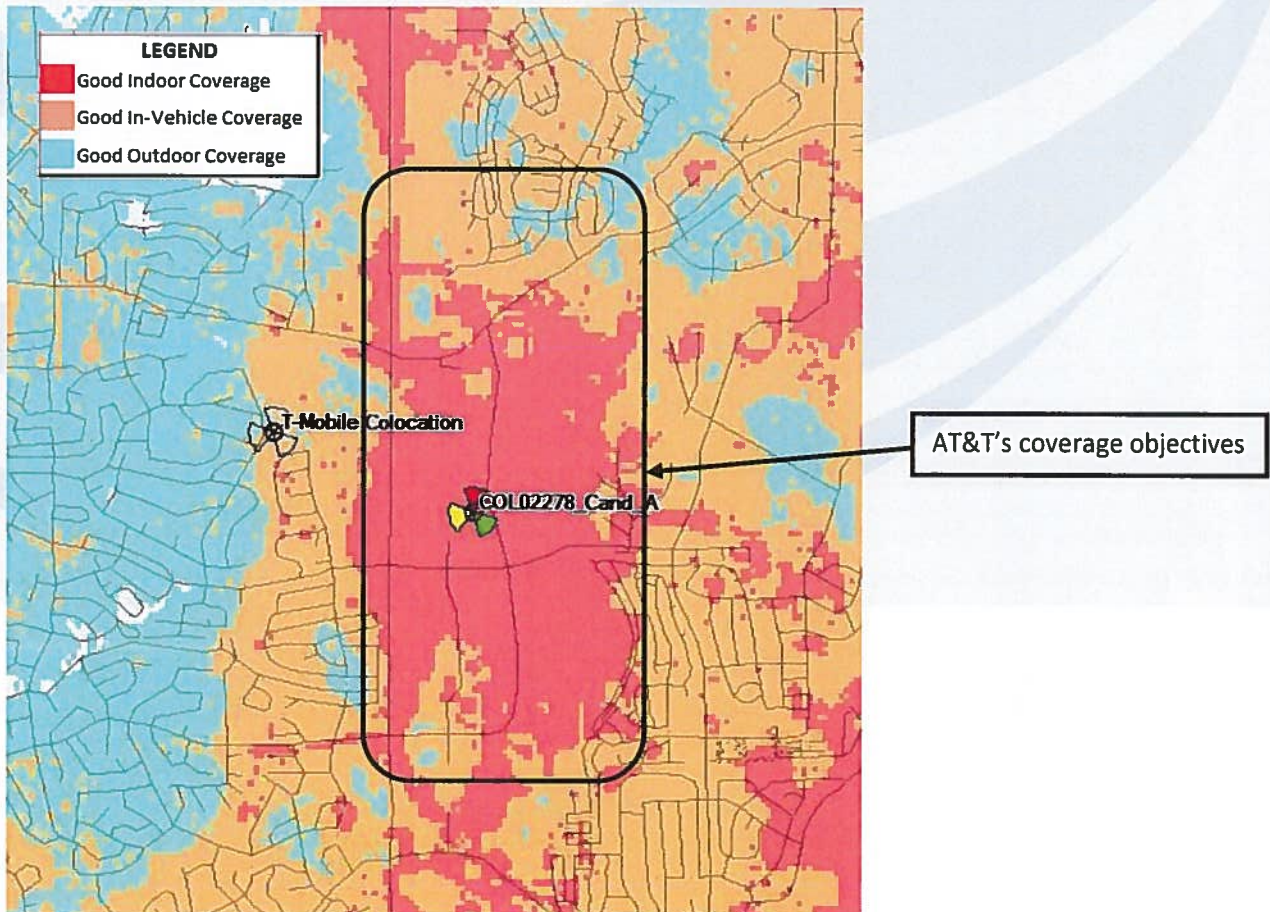 LEGEND
Good Indoor Coverage
Good In-Vehicle Coverage
Good Outdoor Coverage
T-Mobile Colocation
COL02278_Cand_A
AT&T's coverage objectives